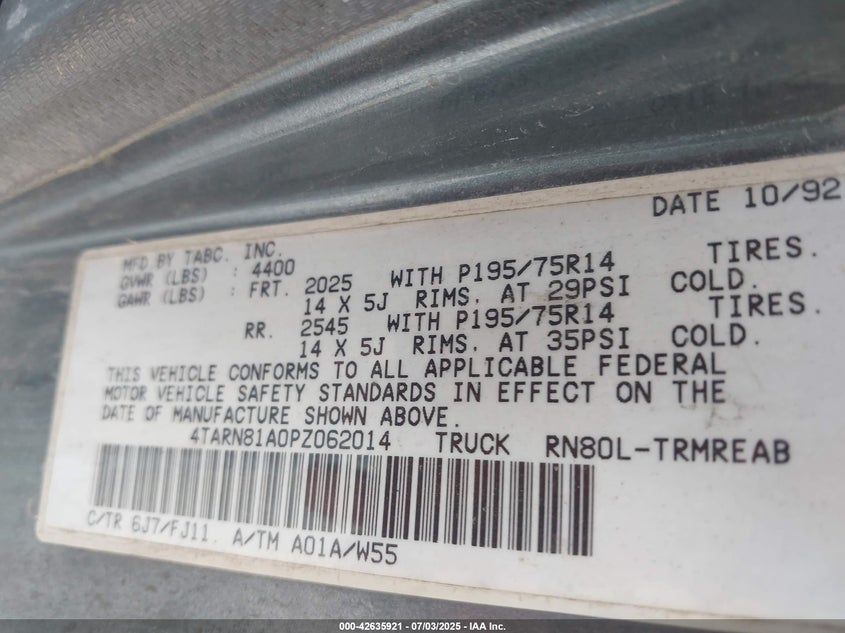 DATE 10/92
MFD BY TABC. INC.
GVWR (LBS) : 4400
GAWR (LBS) : FRT. 2025 WITH P195/75R14 TIRES.
14 X 5J RIMS. AT 29PSI COLD.
RR. 2545 WITH P195/75R14 TIRES.
14 X 5J RIMS. AT 35PSI COLD.
THIS VEHICLE CONFORMS TO ALL APPLICABLE FEDERAL
MOTOR VEHICLE SAFETY STANDARDS IN EFFECT ON THE
DATE OF MANUFACTURE SHOWN ABOVE.
4TARN81A0PZ062014 TRUCK RN80L-TRMREAB
C/TR 6J7/FJ11. A/TM A01A/W55
000-42635921 - 07/03/2025 - IAA Inc.